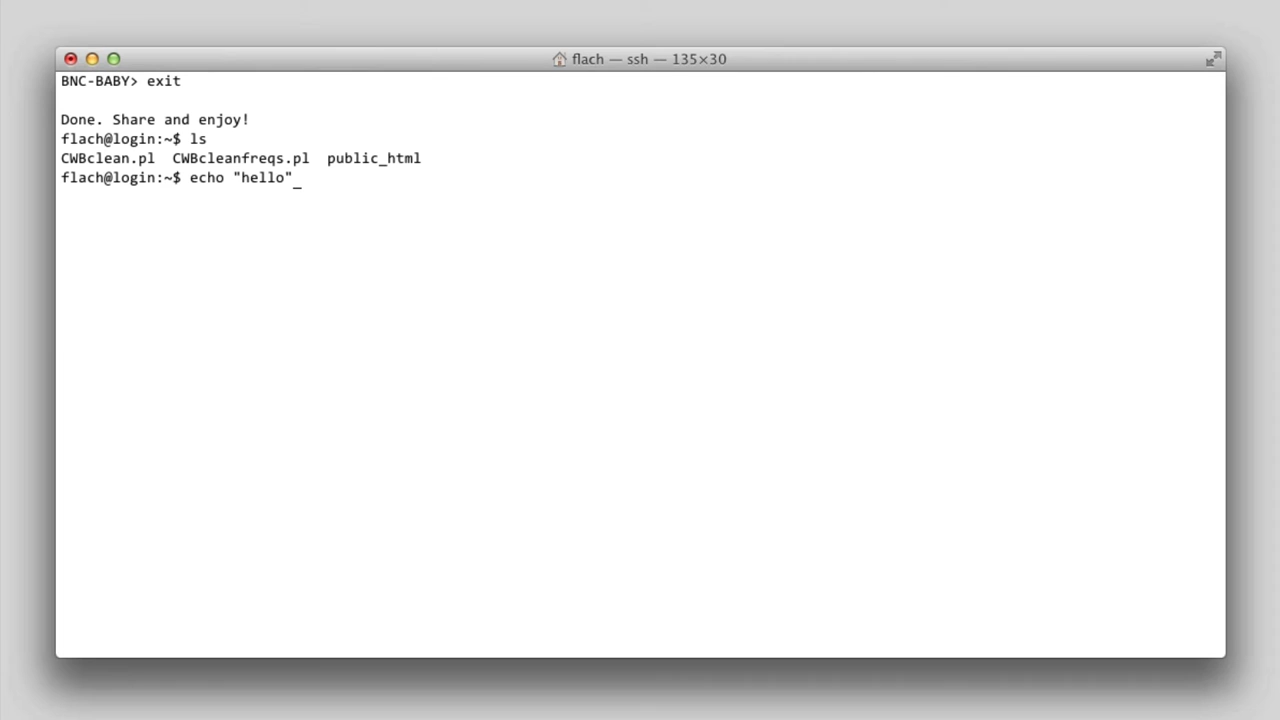 flach — ssh — 135×30
BNC-BABY> exit
Done. Share and enjoy!
flach@login:~$ ls
CWBclean.pl  CWBcleanfreqs.pl  public_html
flach@login:~$ echo "hello"_